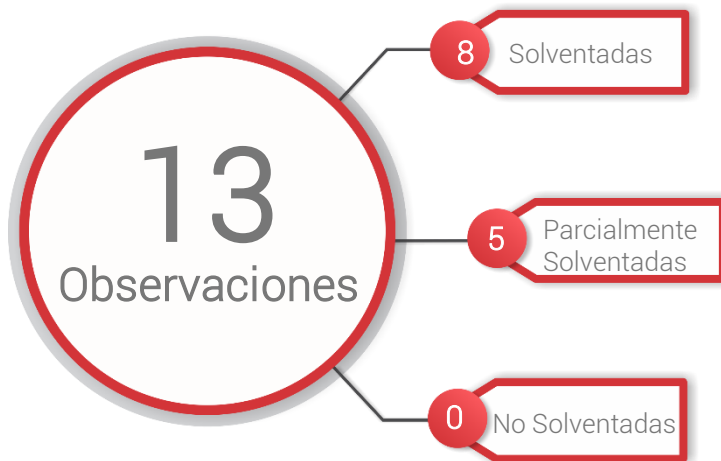 13
Observaciones
8
Solventadas
5
Parcialmente
Solventadas
0
No Solventadas